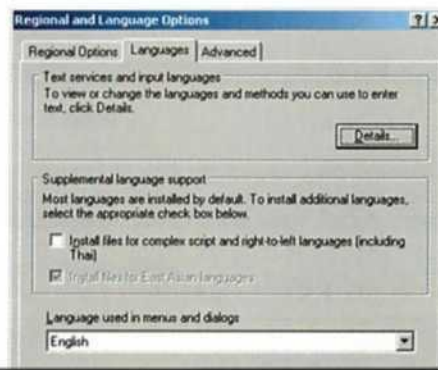 Regional and Language Options
Regional Options Languages Advanced
Text services and input languages
To view or change the languages and methods you can use to enter
text, click Details.
Details...
Supplemental language support
Most languages are installed by default. To install additional languages,
select the appropriate check box below.
Install files for complex script and right-to-left languages (including
Thai)
Install files for East Asian languages
Language used in menus and dialogs
English